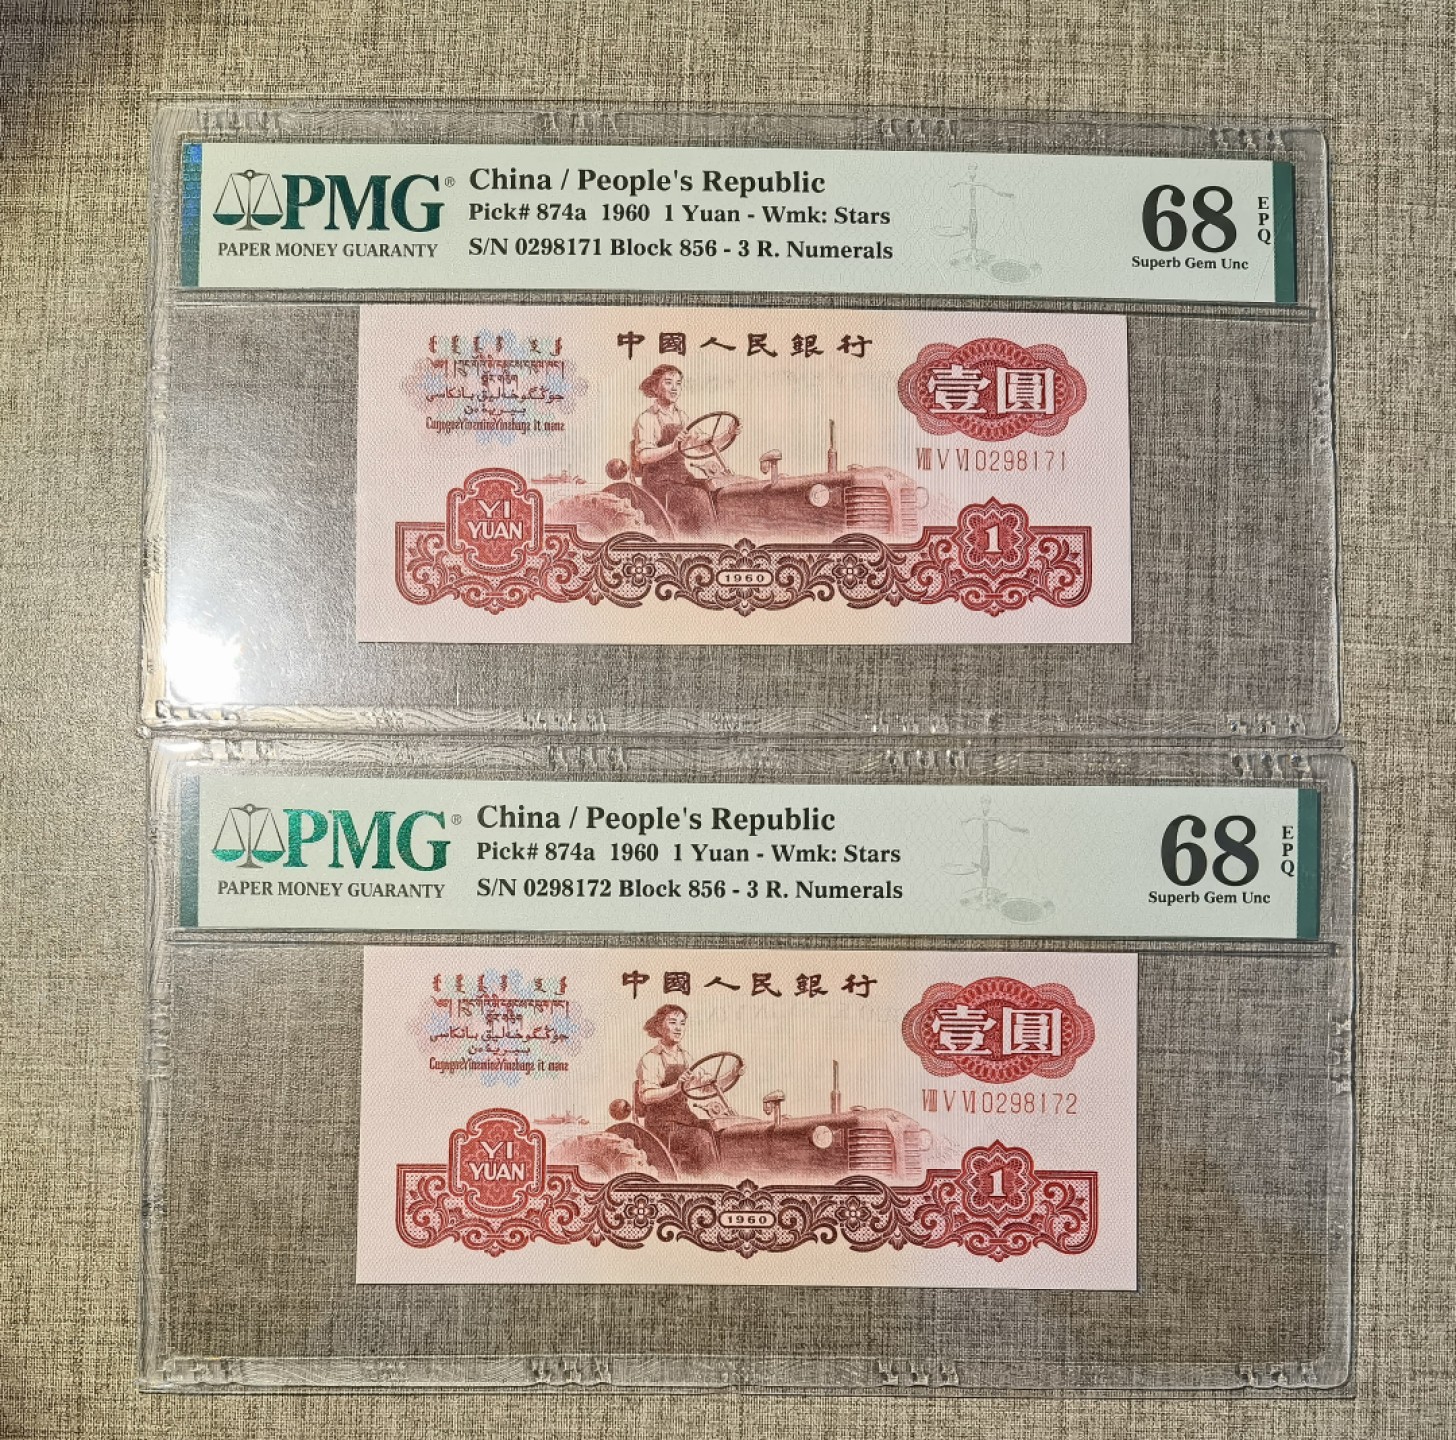 PMG®
PAPER MONEY GUARANTY
China / People's Republic
Pick# 874a 1960 1 Yuan - Wmk: Stars
S/N 0298171 Block 856 - 3 R. Numerals
68
EPQ
Superb Gem Unc
中國人民銀行
壹圓
VIII V VI 0298171
YI
YUAN
1
1960
PMG®
PAPER MONEY GUARANTY
China / People's Republic
Pick# 874a 1960 1 Yuan - Wmk: Stars
S/N 0298172 Block 856 - 3 R. Numerals
68
EPQ
Superb Gem Unc
中國人民銀行
壹圓
VIII V VI 0298172
YI
YUAN
1
1960